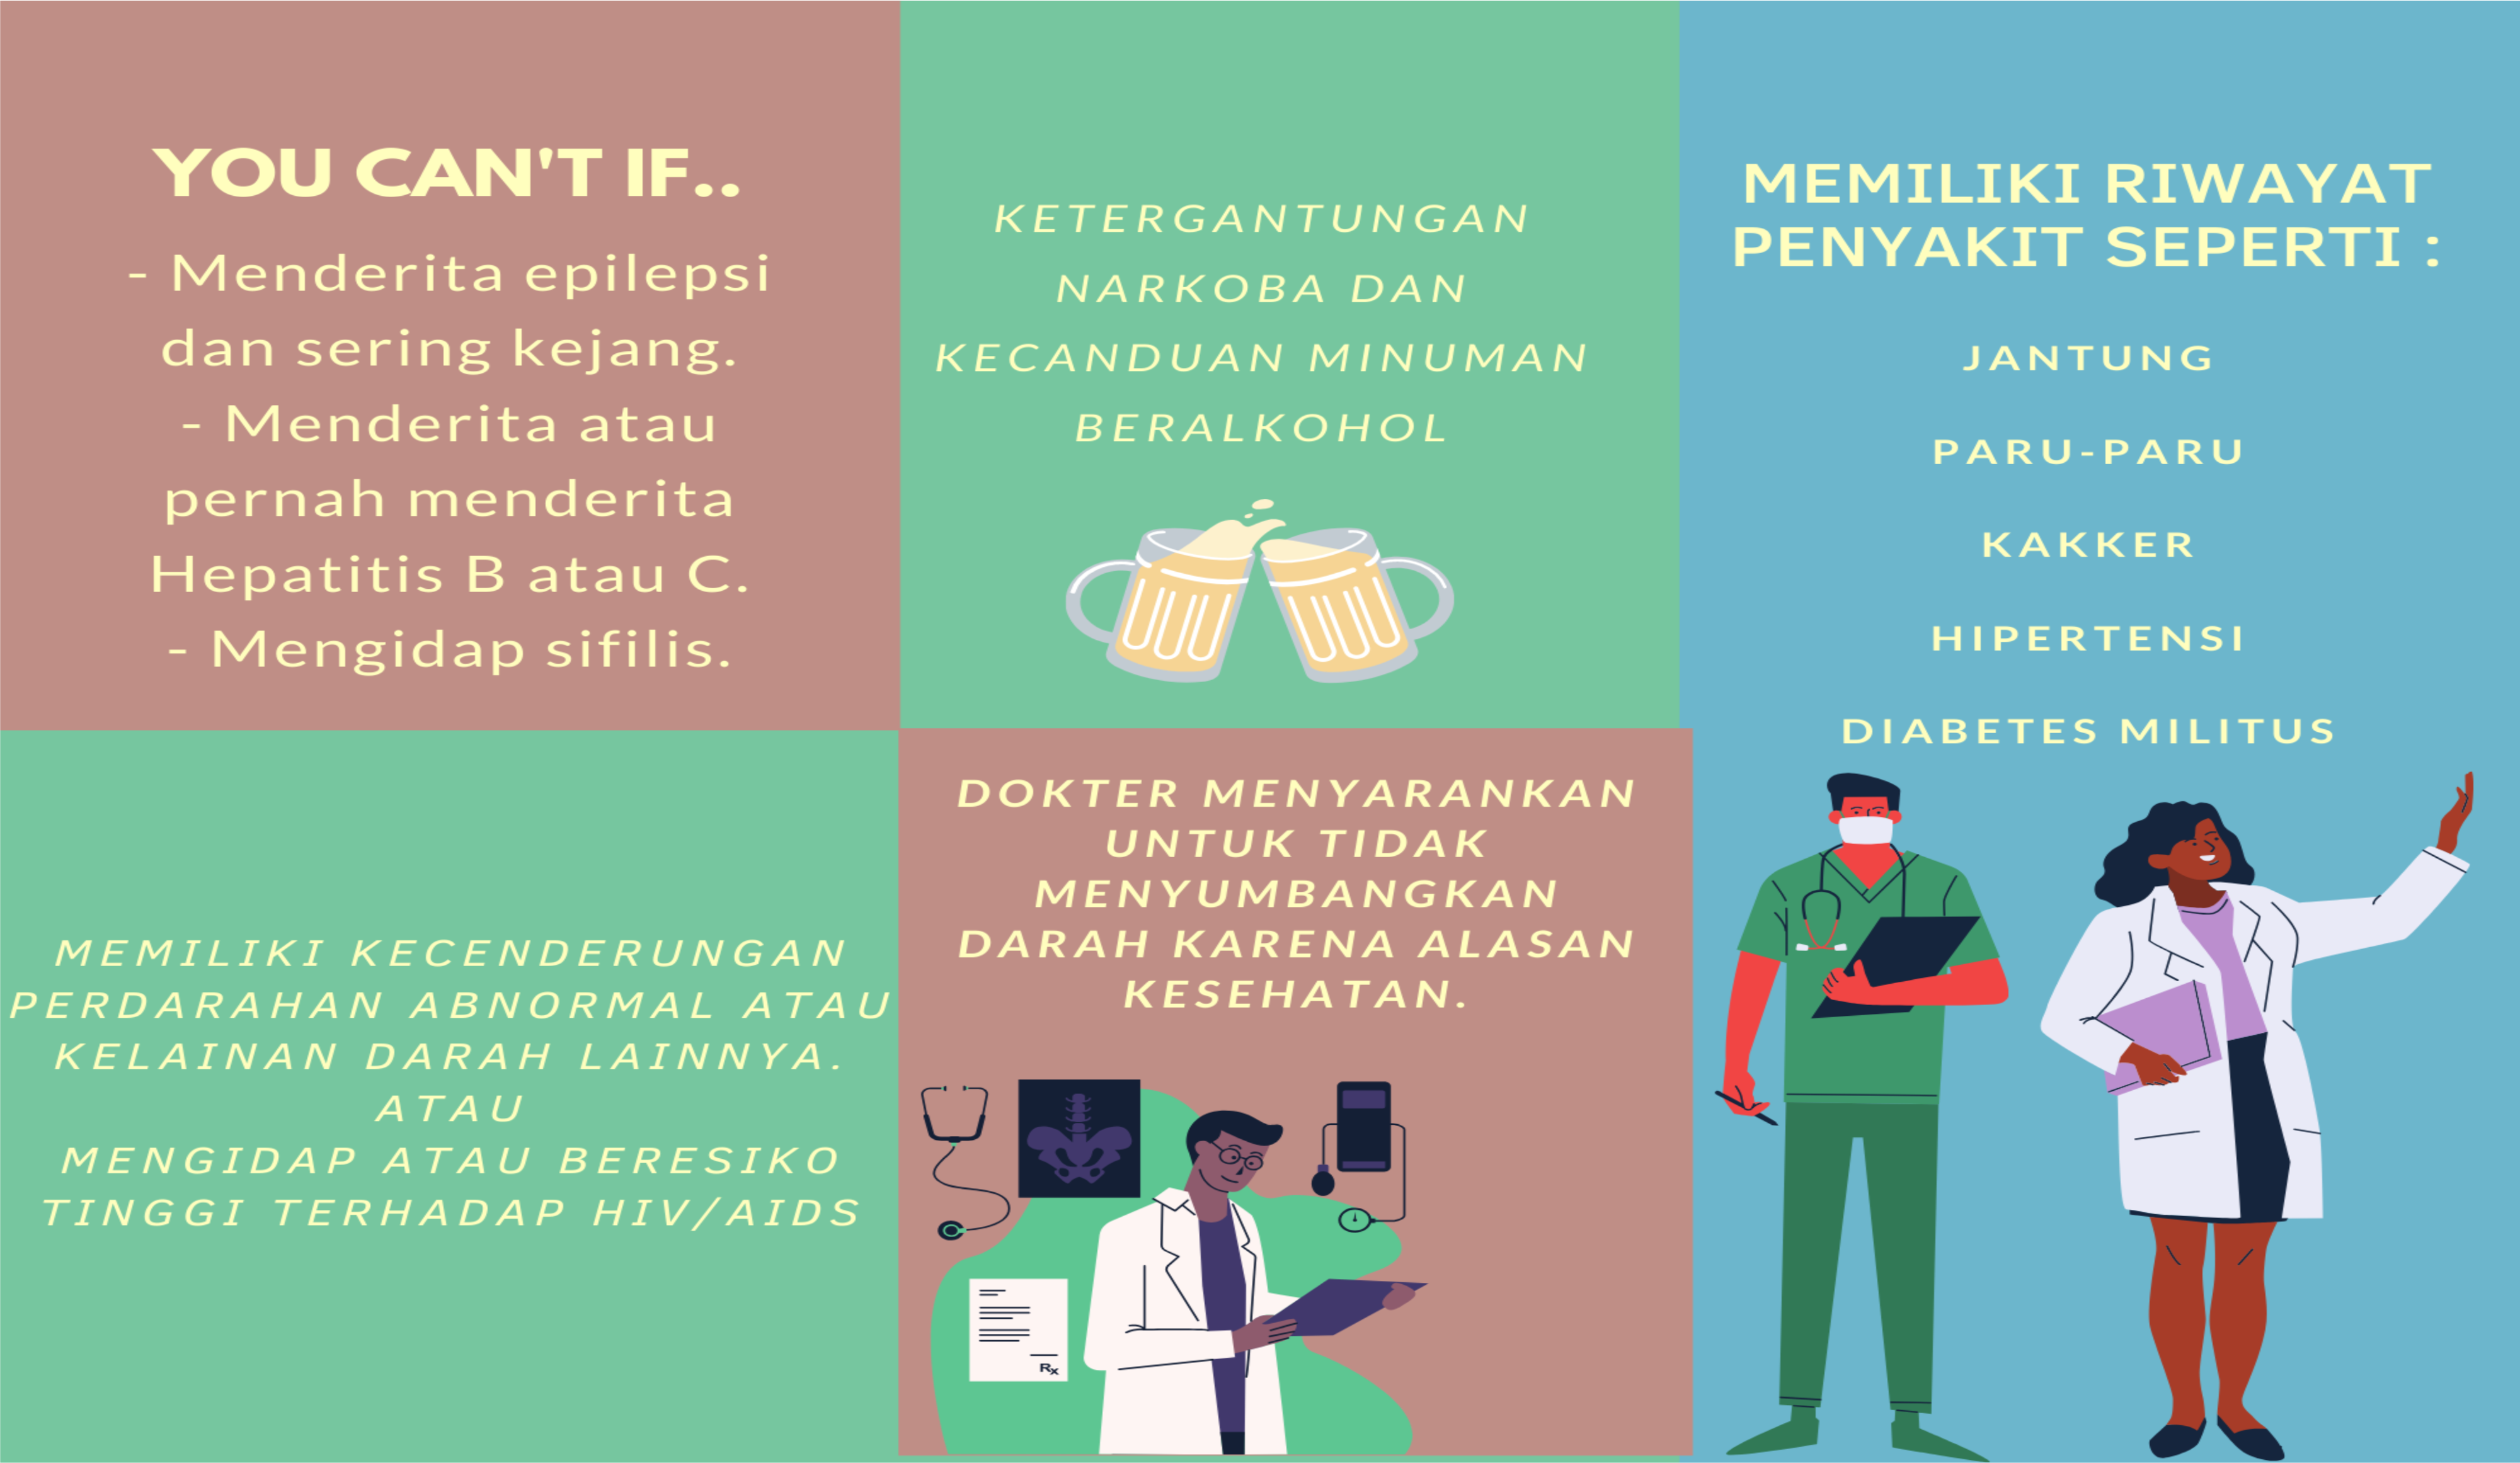 YOU CAN'T IF..
- Menderita epilepsi
dan sering kejang.
- Menderita atau
pernah menderita
Hepatitis B atau C.
- Mengidap sifilis.
KETERGANTUNGAN
NARKOBA DAN
KECANDUAN MINUMAN
BERALKOHOL
MEMILIKI RIWAYAT
PENYAKIT SEPERTI :
JANTUNG
PARU-PARU
KAKKER
HIPERTENSI
DIABETES MILITUS
MEMILIKI KECENDERUNGAN
PERDARAHAN ABNORMAL ATAU
KELAINAN DARAH LAINNYA.
ATAU
MENGIDAP ATAU BERESIKO
TINGGI TERHADAP HIV/AIDS
DOKTER MENYARANKAN
UNTUK TIDAK
MENYUMBANGKAN
DARAH KARENA ALASAN
KESEHATAN.
Rx